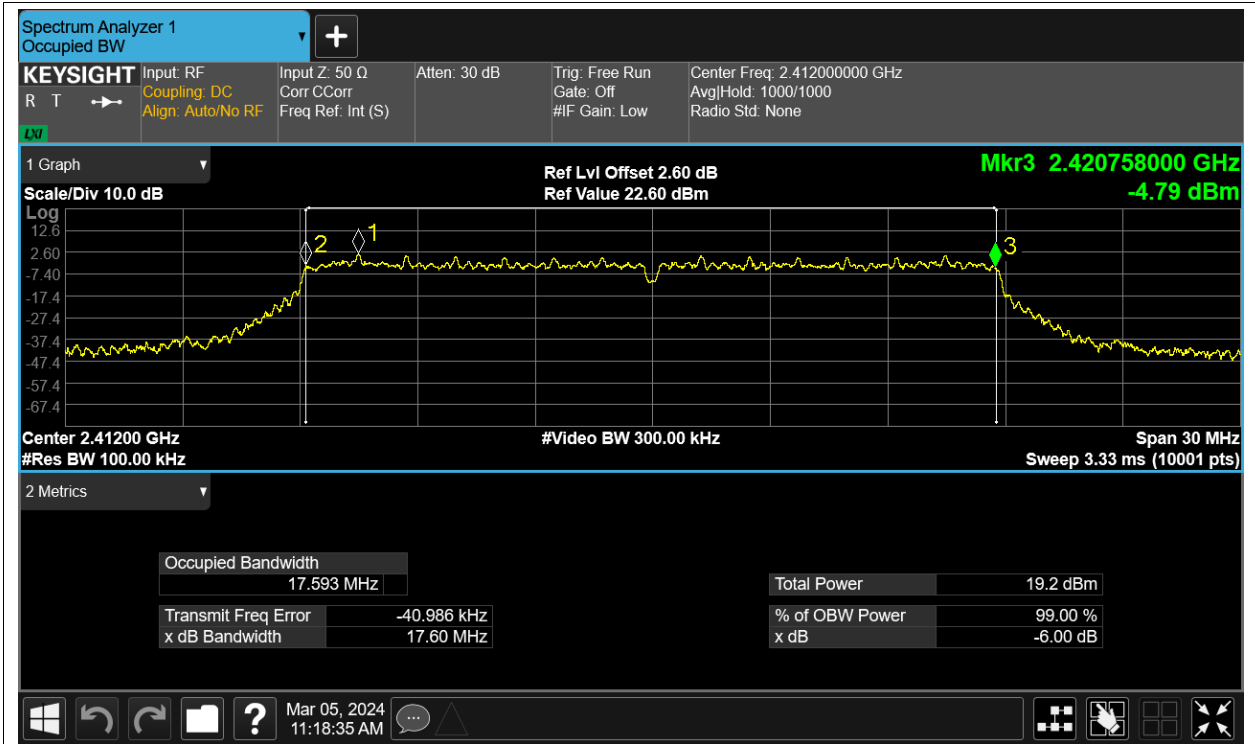 Spectrum Analyzer 1
Occupied BW
KEYSIGHT
R T
LXI
Input: RF
Coupling: DC
Align: Auto/No RF
Input Z: 50 Ω
Corr CCorr
Freq Ref: Int (S)
Atten: 30 dB
Trig: Free Run
Gate: Off
#IF Gain: Low
Center Freq: 2.412000000 GHz
Avg|Hold: 1000/1000
Radio Std: None
1 Graph
Scale/Div 10.0 dB
Ref Lvl Offset 2.60 dB
Ref Value 22.60 dBm
Mkr3 2.420758000 GHz
-4.79 dBm
Log
12.6
2.60
-7.40
-17.4
-27.4
-37.4
-47.4
-57.4
-67.4
2
1
3
Center 2.41200 GHz
#Res BW 100.00 kHz
#Video BW 300.00 kHz
Span 30 MHz
Sweep 3.33 ms (10001 pts)
2 Metrics
Occupied Bandwidth
17.593 MHz
Transmit Freq Error -40.986 kHz
x dB Bandwidth 17.60 MHz
Total Power 19.2 dBm
% of OBW Power 99.00 %
x dB -6.00 dB
?
Mar 05, 2024
11:18:35 AM